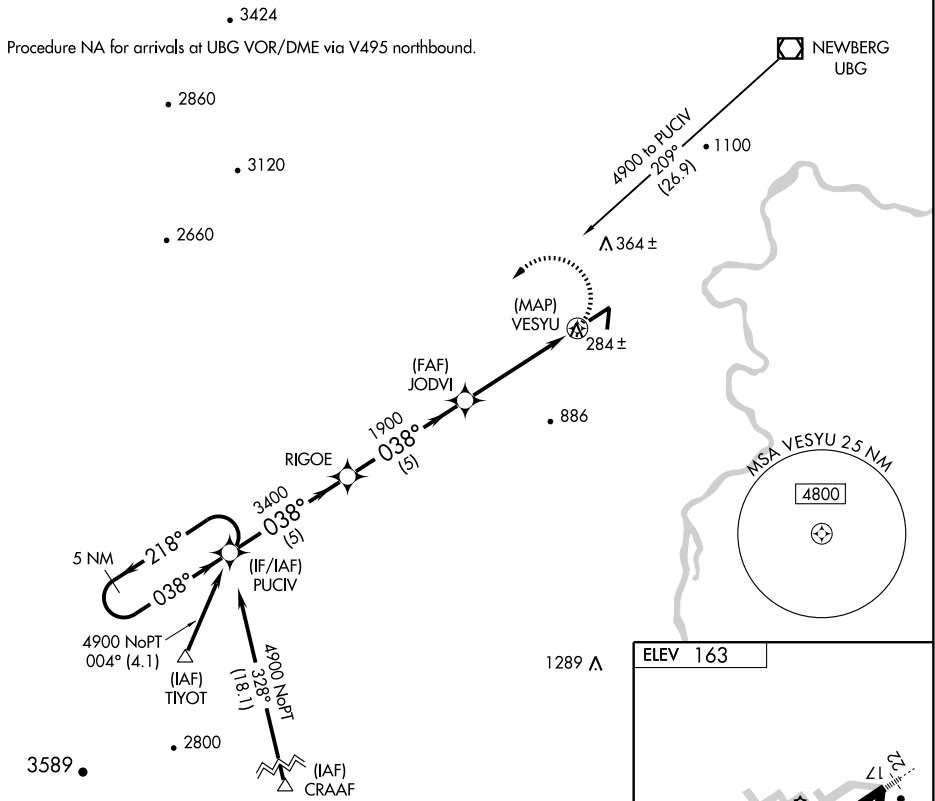 3424
Procedure NA for arrivals at UBG VOR/DME via V495 northbound.
NEWBERG
UBG
2860
4900 to PUCIV
209°
(26.9)
1100
3120
2660
364 ±
(MAP)
VESYU
284 ±
(FAF)
JODVI
886
1900
038°
(5)
RIGOE
MSA VESYU 25 NM
4800
3400
038°
(5)
5 NM
218°
038°
(IF/IAF)
PUCIV
4900 NoPT
004° (4.1)
(IAF)
TIYOT
4900 NoPT
328°
(18.1)
1289
ELEV 163
2800
3589
(IAF)
CRAAF
17
22